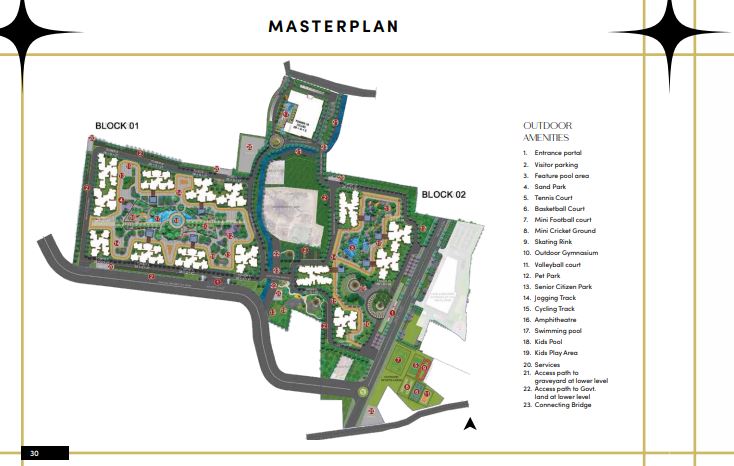 MASTERPLAN
BLOCK 01
BLOCK 02
OUTDOOR
AMENITIES
1. Entrance portal
2. Visitor parking
3. Feature pool area
4. Sand Park
5. Tennis Court
6. Basketball Court
7. Mini Football court
8. Mini Cricket Ground
9. Skating Rink
10. Outdoor Gymnasium
11. Volleyball court
12. Pet Park
13. Senior Citizen Park
14. Jogging Track
15. Cycling Track
16. Amphitheatre
17. Swimming pool
18. Kids Pool
19. Kids Play Area
20. Services
21. Access path to
graveyard at lower level
22. Access path to Govt.
land at lower level
23. Connecting Bridge
30